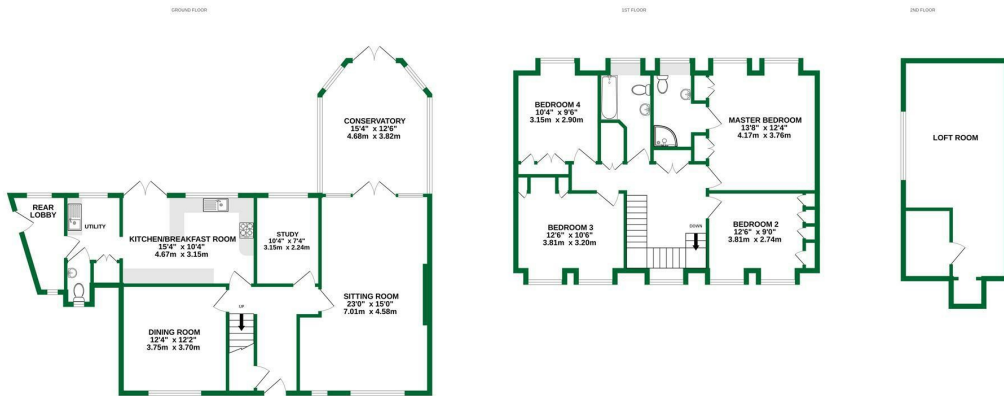 GROUND FLOOR
1ST FLOOR
2ND FLOOR
CONSERVATORY
15'4" x 12'6"
4.68m x 3.82m
REAR
LOBBY
UTILITY
KITCHEN/BREAKFAST ROOM
15'4" x 10'4"
4.67m x 3.15m
STUDY
10'4" x 7'4"
3.15m x 2.24m
SITTING ROOM
23'0" x 15'0"
7.01m x 4.58m
DINING ROOM
12'4" x 12'2"
3.75m x 3.70m
UP
BEDROOM 4
10'4" x 9'6"
3.15m x 2.90m
MASTER BEDROOM
13'8" x 12'4"
4.17m x 3.76m
BEDROOM 3
12'6" x 10'6"
3.81m x 3.20m
DOWN
BEDROOM 2
12'6" x 9'0"
3.81m x 2.74m
LOFT ROOM